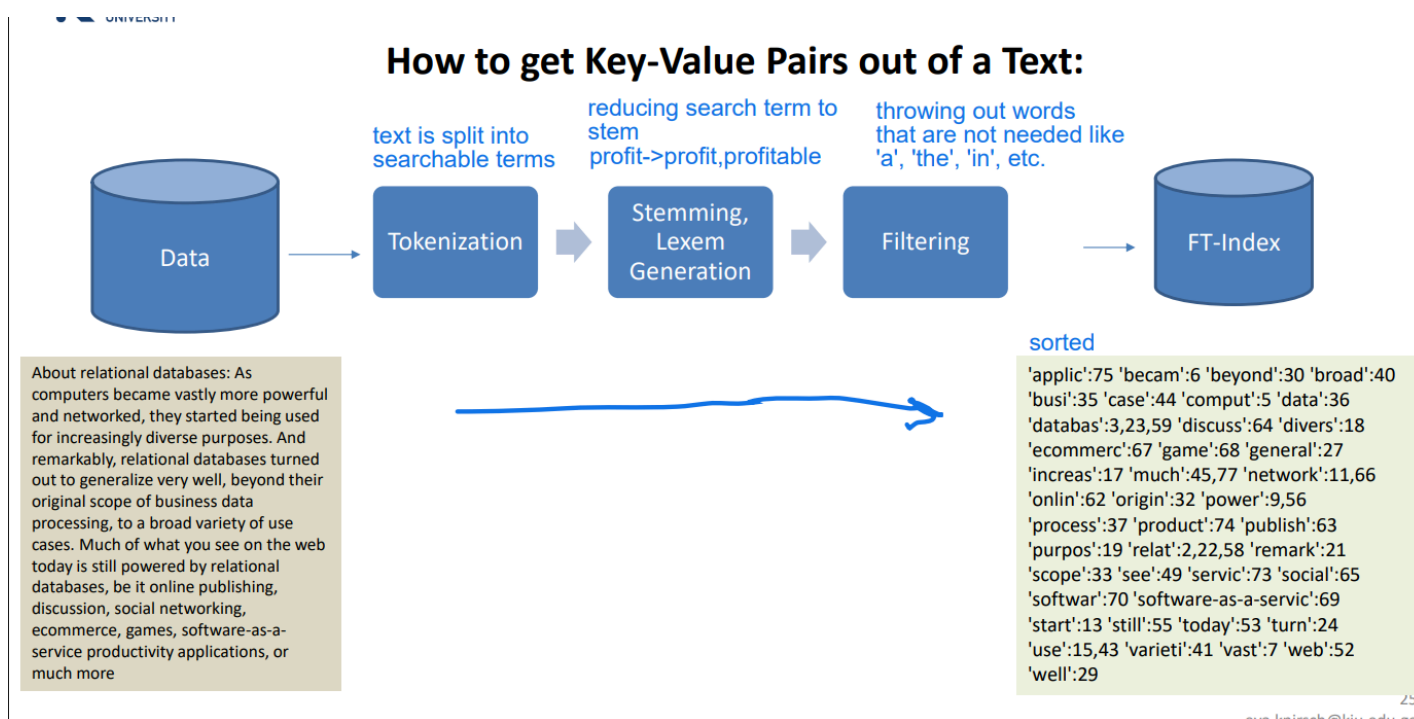 UNIVERSITY
How to get Key-Value Pairs out of a Text:
text is split into
searchable terms
reducing search term to
stem
profit->profit,profitable
throwing out words
that are not needed like
'a', 'the', 'in', etc.
Data
Tokenization
Stemming,
Lexem
Generation
Filtering
FT-Index
sorted
About relational databases: As
computers became vastly more powerful
and networked, they started being used
for increasingly diverse purposes. And
remarkably, relational databases turned
out to generalize very well, beyond their
original scope of business data
processing, to a broad variety of use
cases. Much of what you see on the web
today is still powered by relational
databases, be it online publishing,
discussion, social networking,
ecommerce, games, software-as-a-
service productivity applications, or
much more
'applic':75 'becam':6 'beyond':30 'broad':40
'busi':35 'case':44 'comput':5 'data':36
'databas':3,23,59 'discuss':64 'divers':18
'ecommerc':67 'game':68 'general':27
'increas':17 'much':45,77 'network':11,66
'onlin':62 'origin':32 'power':9,56
'process':37 'product':74 'publish':63
'purpos':19 'relat':2,22,58 'remark':21
'scope':33 'see':49 'servic':73 'social':65
'softwar':70 'software-as-a-servic':69
'start':13 'still':55 'today':53 'turn':24
'use':15,43 'varieti':41 'vast':7 'web':52
'well':29
25